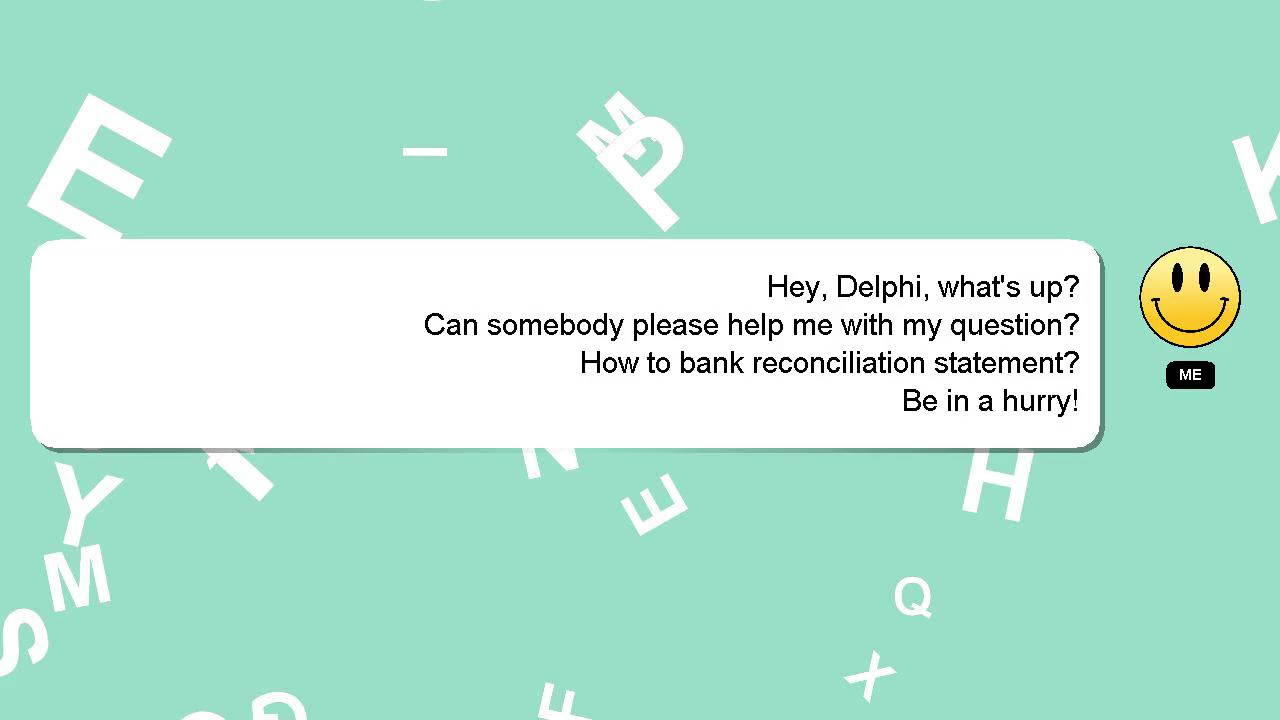 Hey, Delphi, what's up?
Can somebody please help me with my question?
How to bank reconciliation statement?
Be in a hurry!
ME
E
M
P
K
Y
N
E
H
M
S
Q
X
G
F